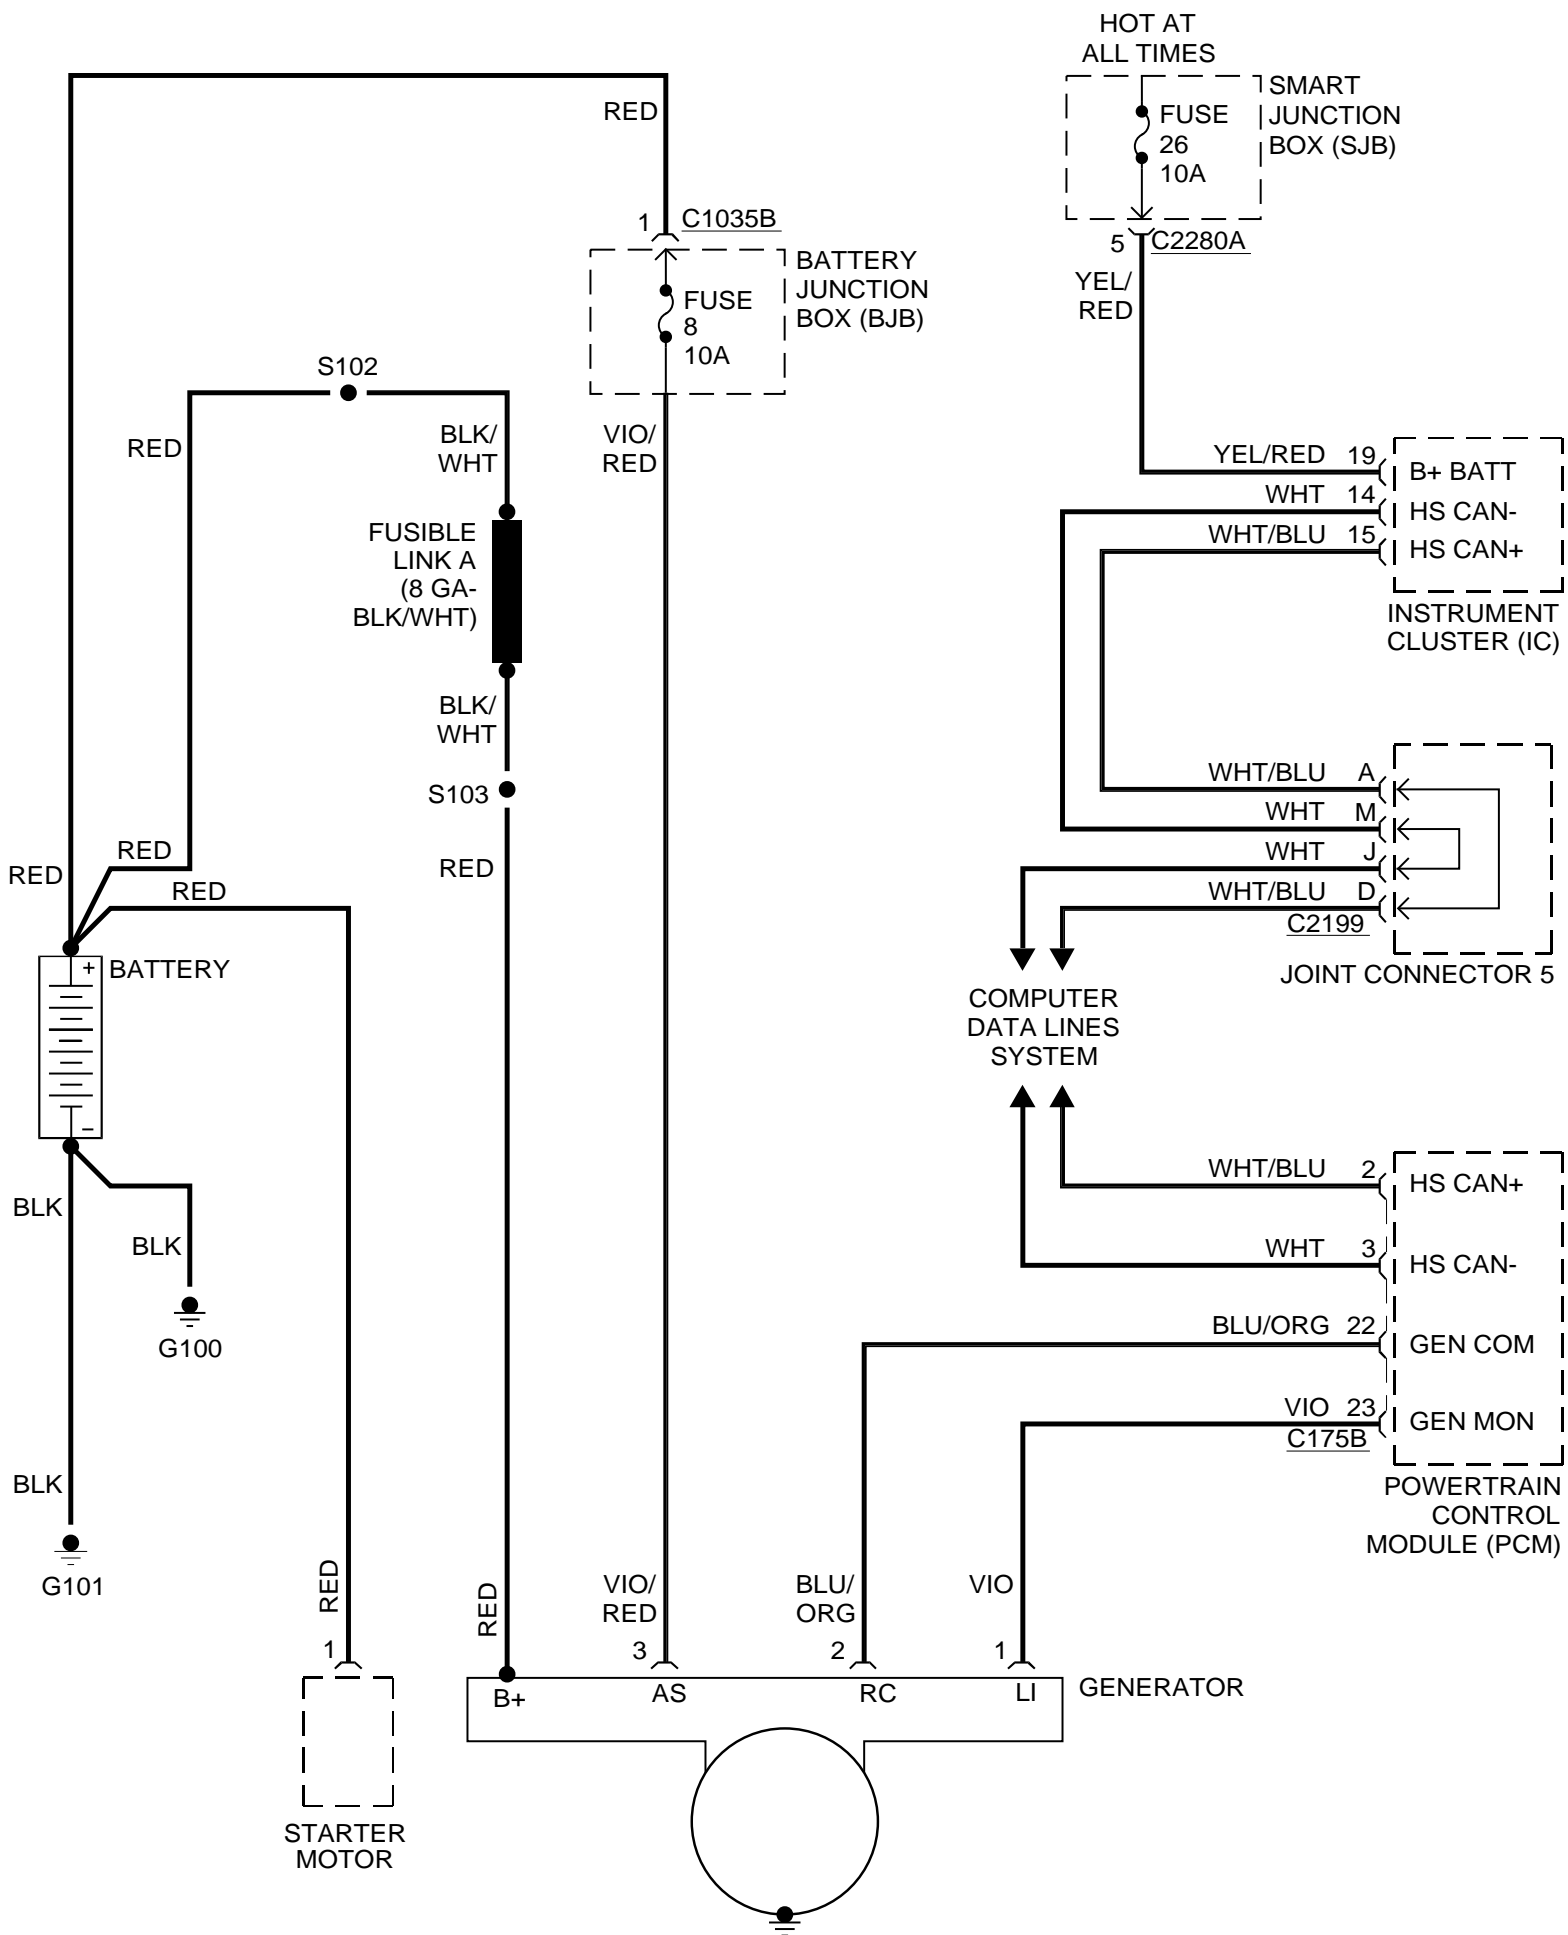 HOT AT
ALL TIMES
SMART
JUNCTION
BOX (SJB)
FUSE
26
10A
RED
1 C1035B
5 C2280A
BATTERY
JUNCTION
BOX (BJB)
FUSE
8
10A
YEL/
RED
S102
RED
BLK/
WHT
VIO/
RED
YEL/RED 19 B+ BATT
WHT 14 HS CAN-
WHT/BLU 15 HS CAN+
INSTRUMENT
CLUSTER (IC)
FUSIBLE
LINK A
(8 GA-
BLK/WHT)
BLK/
WHT
S103
WHT/BLU A
WHT M
WHT J
WHT/BLU D
C2199
JOINT CONNECTOR 5
RED
RED
RED
RED
+ BATTERY
-
COMPUTER
DATA LINES
SYSTEM
BLK
BLK
G100
WHT/BLU 2 HS CAN+
WHT 3 HS CAN-
BLU/ORG 22 GEN COM
VIO 23 GEN MON
C175B
POWERTRAIN
CONTROL
MODULE (PCM)
BLK
G101
RED
RED
VIO/
RED
BLU/
ORG
VIO
1
3
2
1
B+
AS
RC
LI
GENERATOR
STARTER
MOTOR